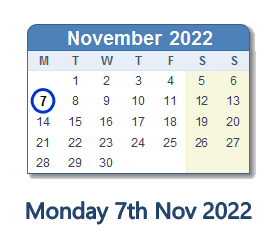 November 2022
M T W T F S S
1 2 3 4 5 6
7 8 9 10 11 12 13
14 15 16 17 18 19 20
21 22 23 24 25 26 27
28 29 30
Monday 7th Nov 2022